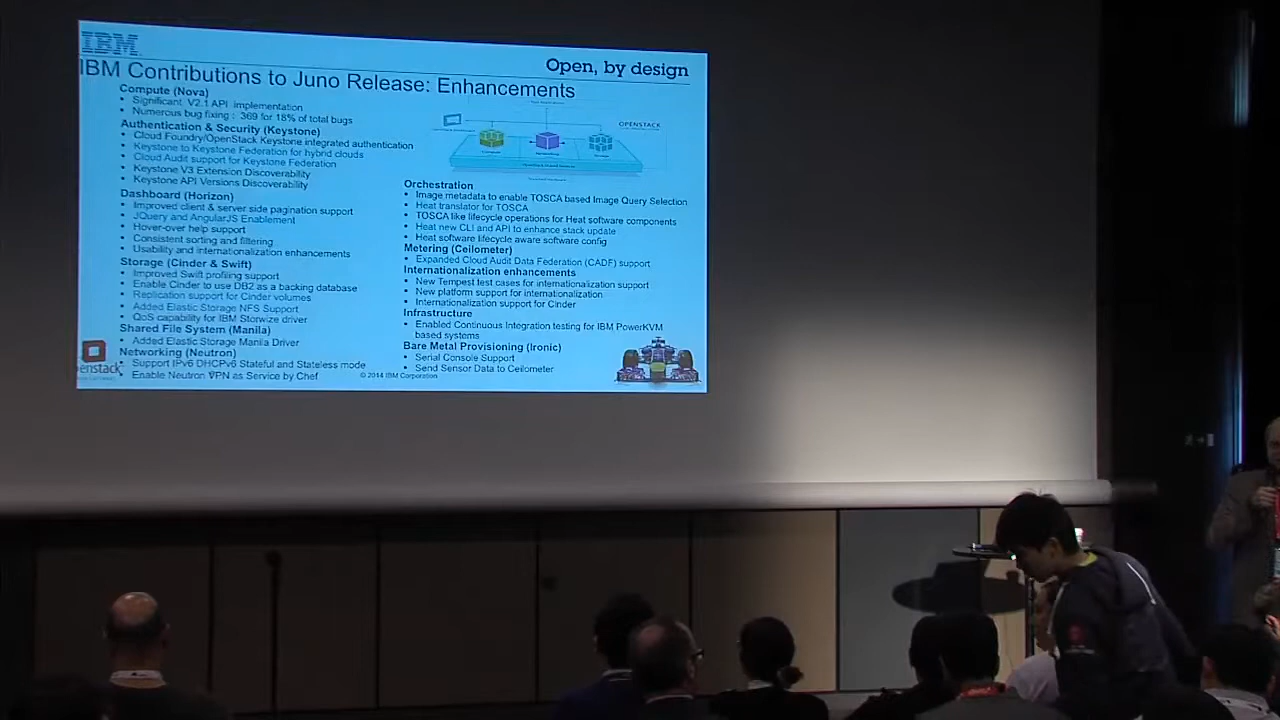 IBM
Open, by design
IBM Contributions to Juno Release: Enhancements
Compute (Nova)
• Significant V2.1 API implementation
• Numerous bug fixing : 369 for 18% of total bugs
Authentication & Security (Keystone)
• Cloud Foundry/OpenStack Keystone integrated authentication
• Keystone to Keystone Federation for hybrid clouds
• Cloud Audit support for Keystone Federation
• Keystone V3 Extension Discoverability
• Keystone API Versions Discoverability
Dashboard (Horizon)
• Improved client & server side pagination support
• JQuery and AngularJS Enablement
• Hover-over help support
• Consistent sorting and filtering
• Usability and internationalization enhancements
Storage (Cinder & Swift)
• Improved Swift profiling support
• Enable Cinder to use DB2 as a backing database
• Replication support for Cinder volumes
• Added Elastic Storage NFS Support
• QoS capability for IBM Storwize driver
Shared File System (Manila)
• Added Elastic Storage Manila Driver
Networking (Neutron)
• Support IPv6 DHCPv6 Stateful and Stateless mode
• Enable Neutron VPN as Service by Chef
OPENSTACK
Orchestration
• Image metadata to enable TOSCA based Image Query Selection
• Heat translator for TOSCA
• TOSCA like lifecycle operations for Heat software components
• Heat new CLI and API to enhance stack update
• Heat software lifecycle aware software config
Metering (Ceilometer)
• Expanded Cloud Audit Data Federation (CADF) support
Internationalization enhancements
• New Tempest test cases for internationalization support
• New platform support for internationalization
• Internationalization support for Cinder
Infrastructure
• Enabled Continuous Integration testing for IBM PowerKVM
based systems
Bare Metal Provisioning (Ironic)
• Serial Console Support
• Send Sensor Data to Ceilometer
enstack
© 2014 IBM Corporation